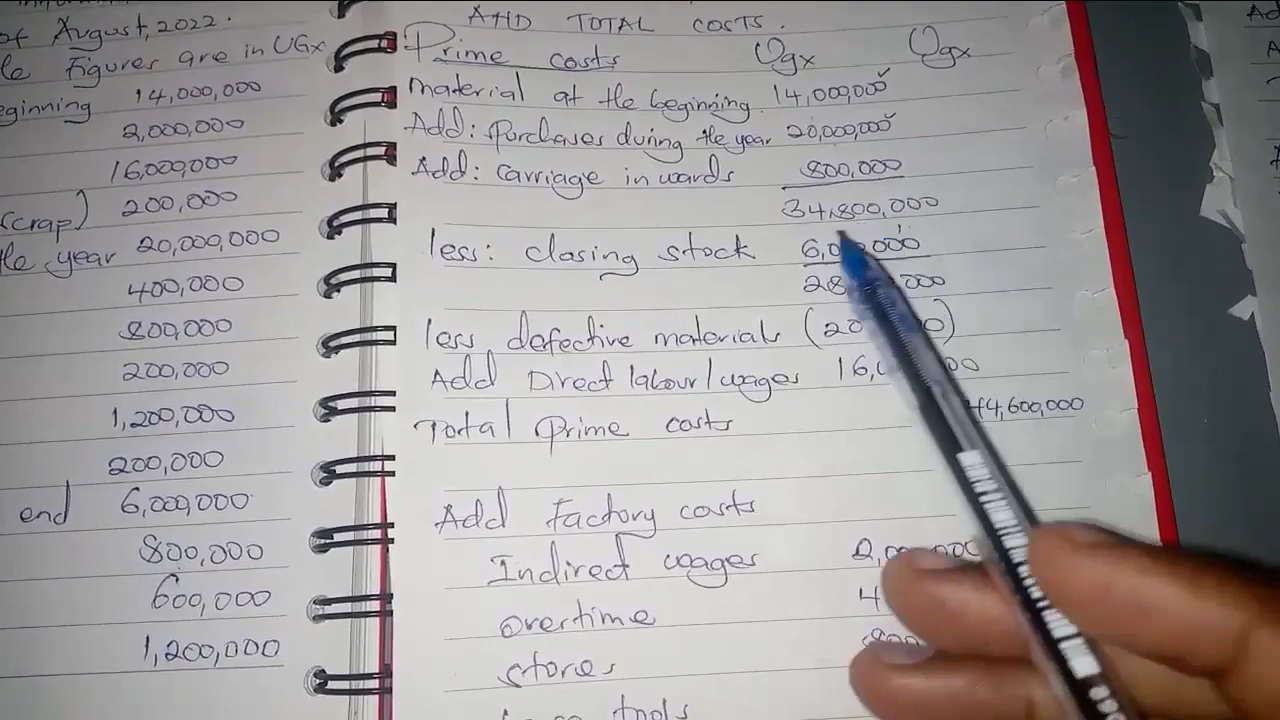 of August, 2022.
le Figures are in UGx
eginning 14,000,000
2,000,000
16,000,000
(scrap) 200,000
the year 20,000,000
400,000
800,000
200,000
1,200,000
200,000
end 6,000,000
800,000
600,000
1,200,000
AND TOTAL COSTS.
Prime costs Ugx Ugx
Material at the beginning 14,000,000
Add: Purchases during the year 20,000,000
Add: Carriage inwards 800,000
34,800,000
less: closing stock
less defective materials
Add Direct labour/wages
Total Prime costs 44,600,000
Add Factory costs
Indirect wages
overtime
stores
tools